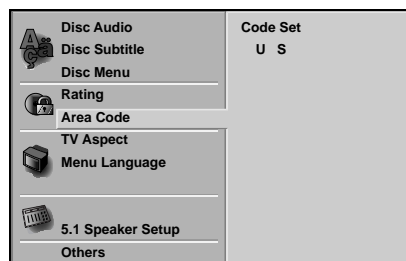 Disc Audio
Disc Subtitle
Disc Menu
Rating
Area Code
TV Aspect
Menu Language
5.1 Speaker Setup
Others
Code Set
U S